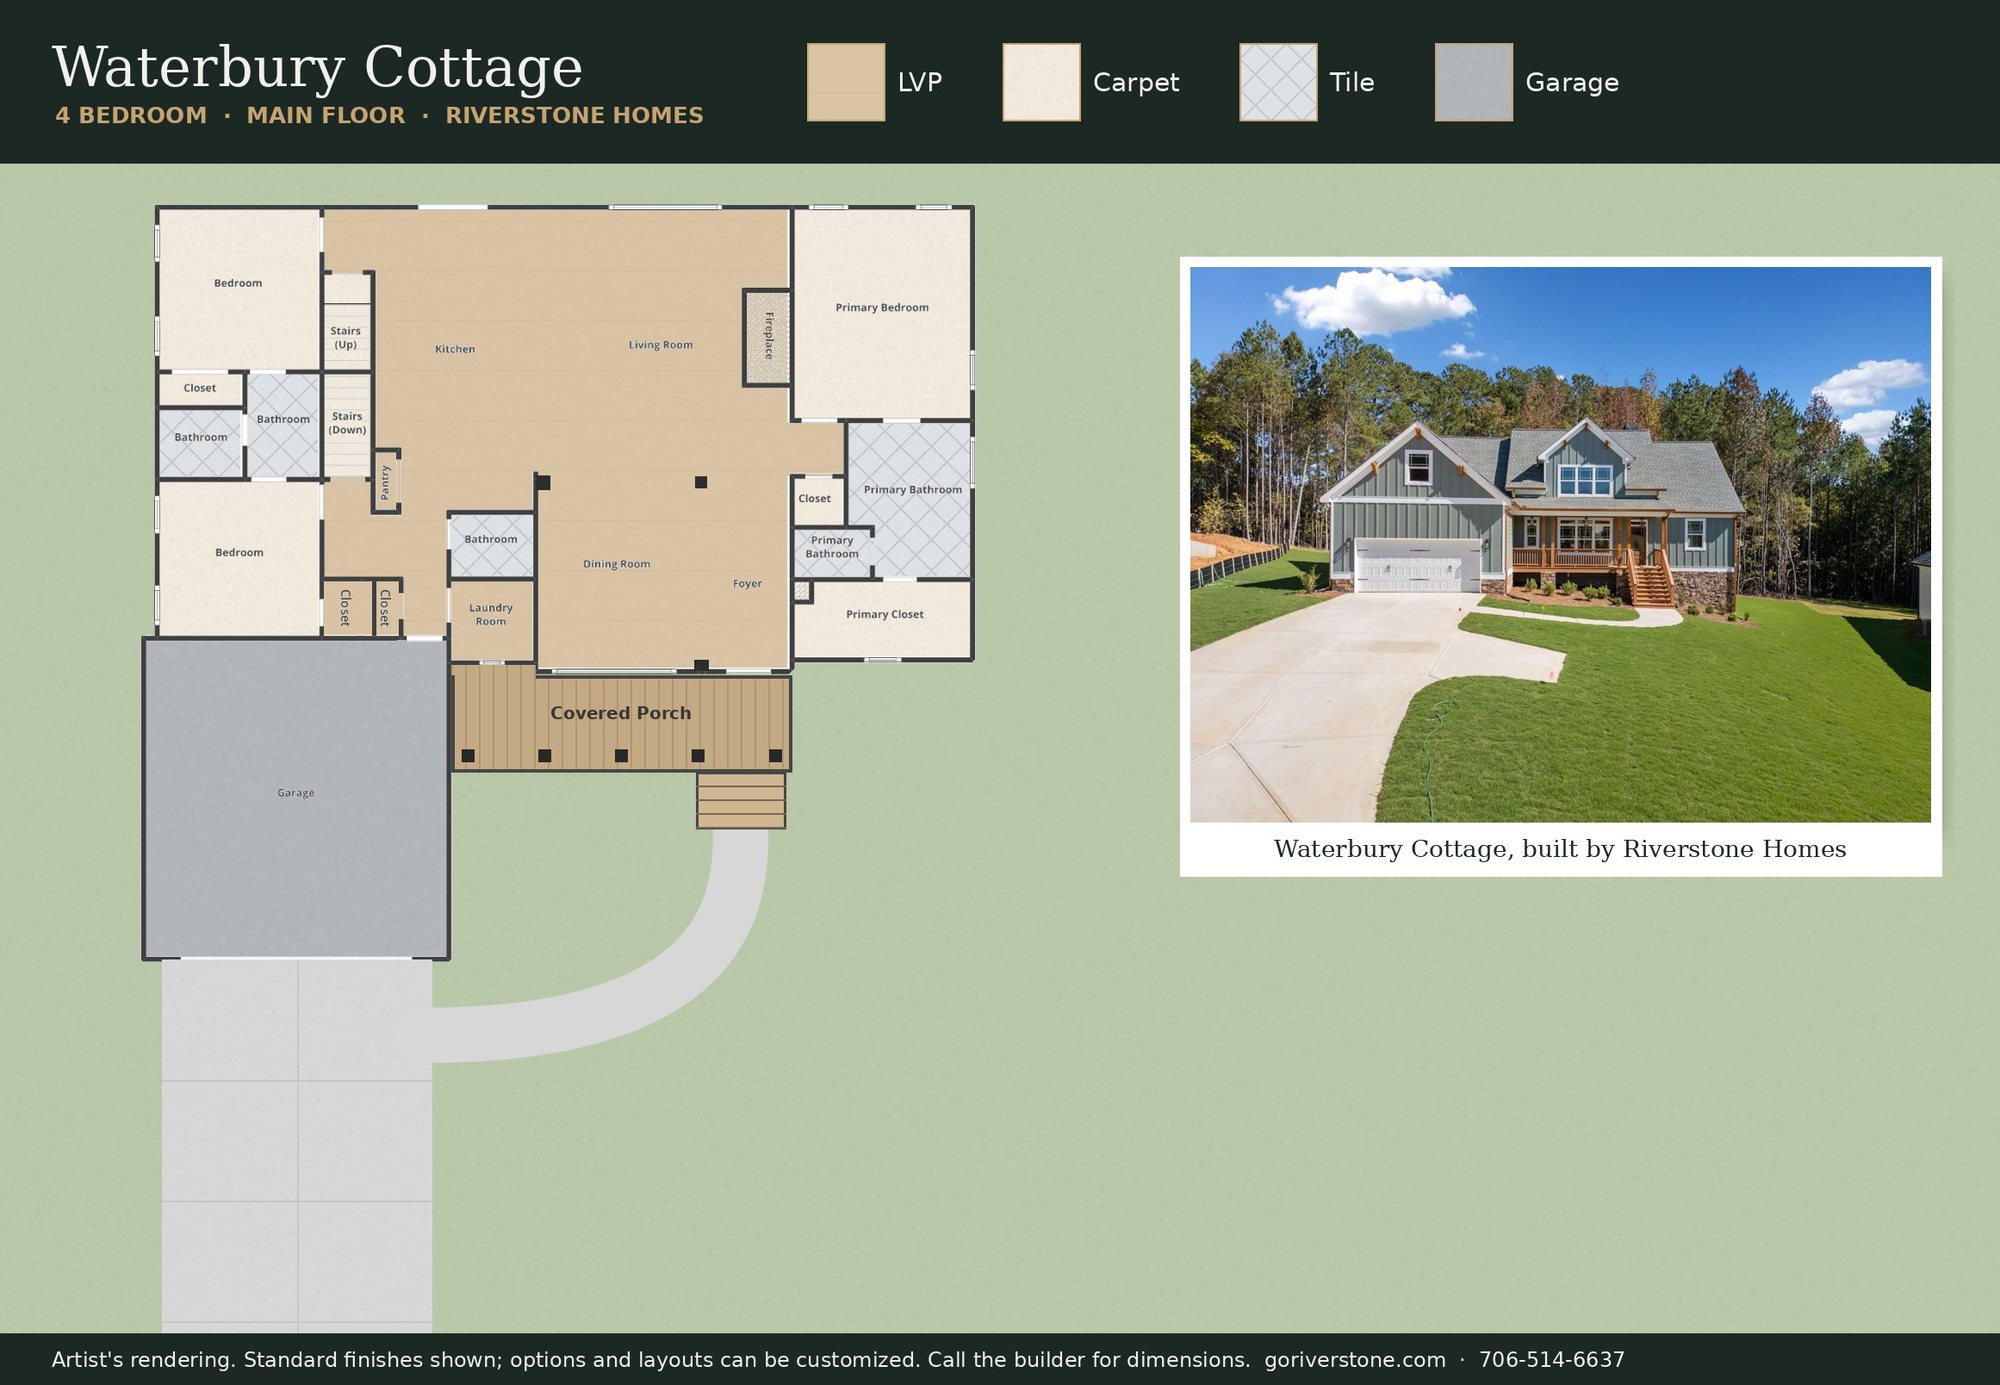 Waterbury Cottage
4 BEDROOM · MAIN FLOOR · RIVERSTONE HOMES
LVP
Carpet
Tile
Garage
Bedroom
Stairs
(Up)
Kitchen
Living Room
Fireplace
Primary Bedroom
Closet
Bathroom
Bathroom
Stairs
(Down)
Pantry
Closet
Primary Bathroom
Bedroom
Bathroom
Primary
Bathroom
Dining Room
Foyer
Closet
Closet
Laundry
Room
Primary Closet
Covered Porch
Garage
Waterbury Cottage, built by Riverstone Homes
Artist's rendering. Standard finishes shown; options and layouts can be customized. Call the builder for dimensions. goriverstone.com · 706-514-6637